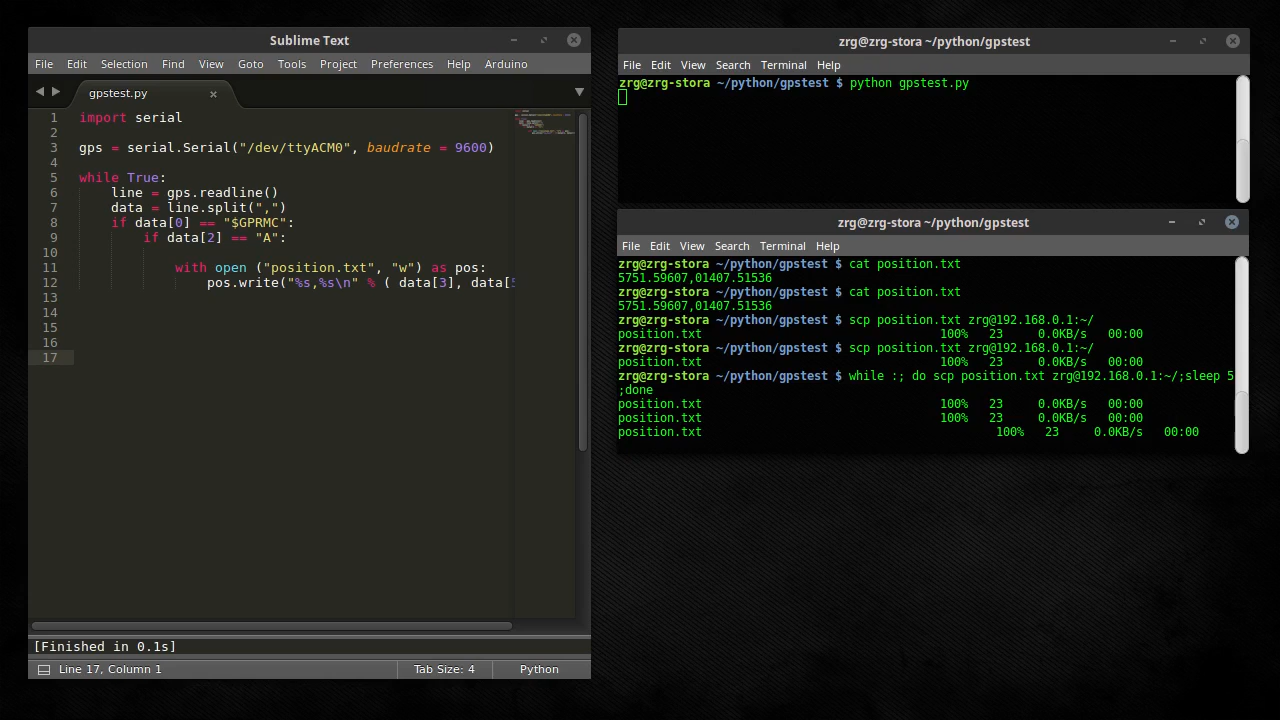 Sublime Text
File Edit Selection Find View Goto Tools Project Preferences Help Arduino
gpstest.py
1 import serial
2
3 gps = serial.Serial("/dev/ttyACM0", baudrate = 9600)
4
5 while True:
6 line = gps.readline()
7 data = line.split(",")
8 if data[0] == "$GPRMC":
9 if data[2] == "A":
10
11 with open ("position.txt", "w") as pos:
12 pos.write("%s,%s\n" % ( data[3], data[5
13
14
15
16
17
[Finished in 0.1s]
Line 17, Column 1 Tab Size: 4 Python
zrg@zrg-stora ~/python/gpstest
File Edit View Search Terminal Help
zrg@zrg-stora ~/python/gpstest $ python gpstest.py
zrg@zrg-stora ~/python/gpstest
File Edit View Search Terminal Help
zrg@zrg-stora ~/python/gpstest $ cat position.txt
5751.59607,01407.51536
zrg@zrg-stora ~/python/gpstest $ cat position.txt
5751.59607,01407.51536
zrg@zrg-stora ~/python/gpstest $ scp position.txt zrg@192.168.0.1:~/
position.txt 100% 23 0.0KB/s 00:00
zrg@zrg-stora ~/python/gpstest $ scp position.txt zrg@192.168.0.1:~/
position.txt 100% 23 0.0KB/s 00:00
zrg@zrg-stora ~/python/gpstest $ while :; do scp position.txt zrg@192.168.0.1:~/;sleep 5
;done
position.txt 100% 23 0.0KB/s 00:00
position.txt 100% 23 0.0KB/s 00:00
position.txt 100% 23 0.0KB/s 00:00